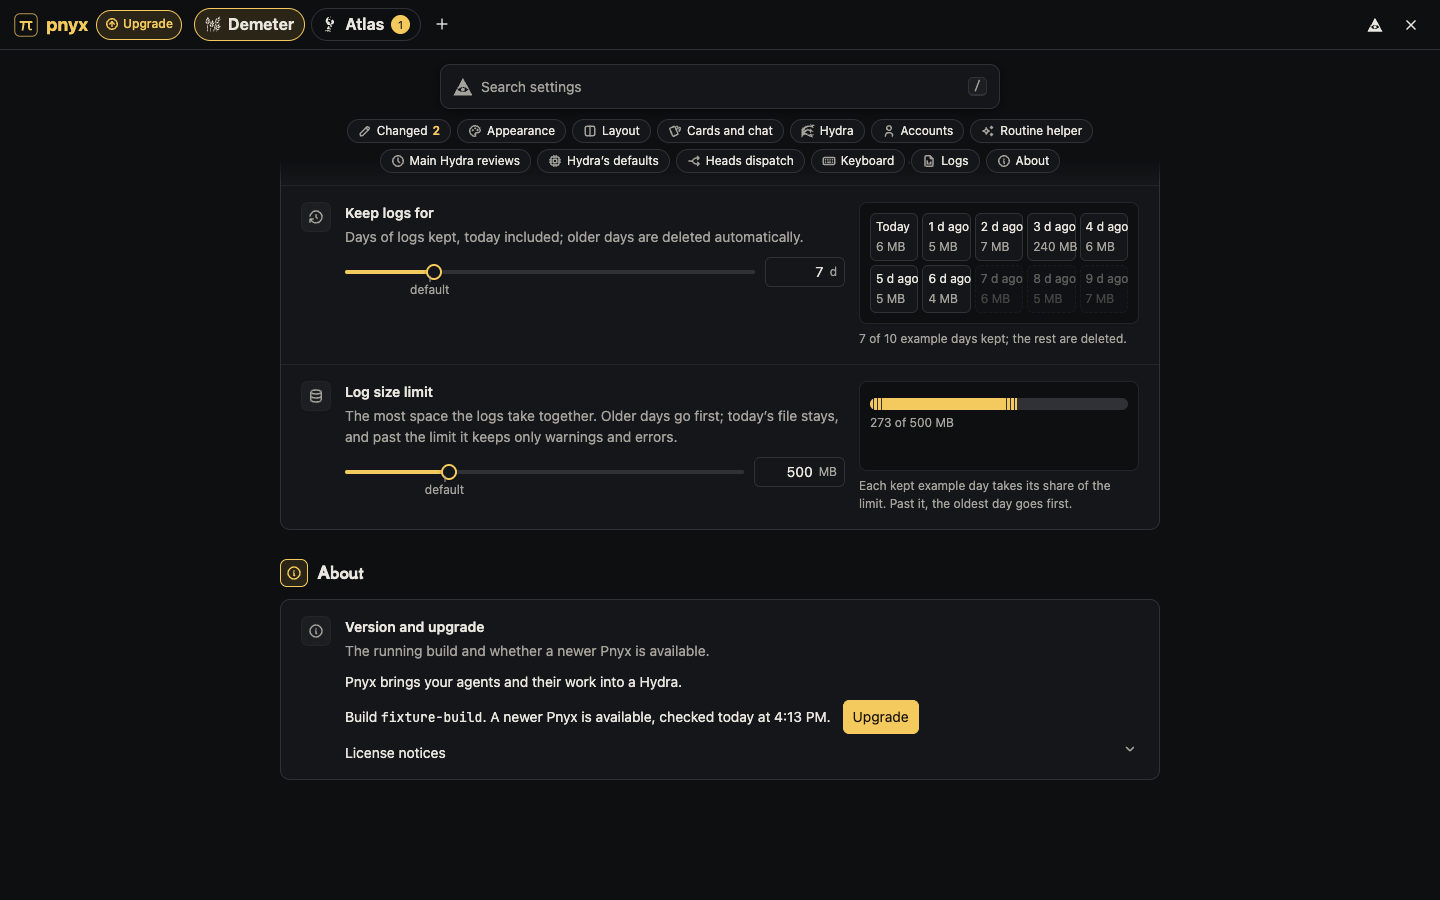 π pnyx Upgrade Demeter Atlas 1 +
Search settings /
Changed 2 Appearance Layout Cards and chat Hydra Accounts Routine helper
Main Hydra reviews Hydra's defaults Heads dispatch Keyboard Logs About
Keep logs for
Days of logs kept, today included; older days are deleted automatically.
7 d
default
Today 1 d ago 2 d ago 3 d ago 4 d ago
6 MB 5 MB 7 MB 240 MB 6 MB
5 d ago 6 d ago 7 d ago 8 d ago 9 d ago
5 MB 4 MB 6 MB 5 MB 7 MB
7 of 10 example days kept; the rest are deleted.
Log size limit
The most space the logs take together. Older days go first; today's file stays,
and past the limit it keeps only warnings and errors.
500 MB
default
273 of 500 MB
Each kept example day takes its share of the
limit. Past it, the oldest day goes first.
About
Version and upgrade
The running build and whether a newer Pnyx is available.
Pnyx brings your agents and their work into a Hydra.
Build fixture-build. A newer Pnyx is available, checked today at 4:13 PM. Upgrade
License notices